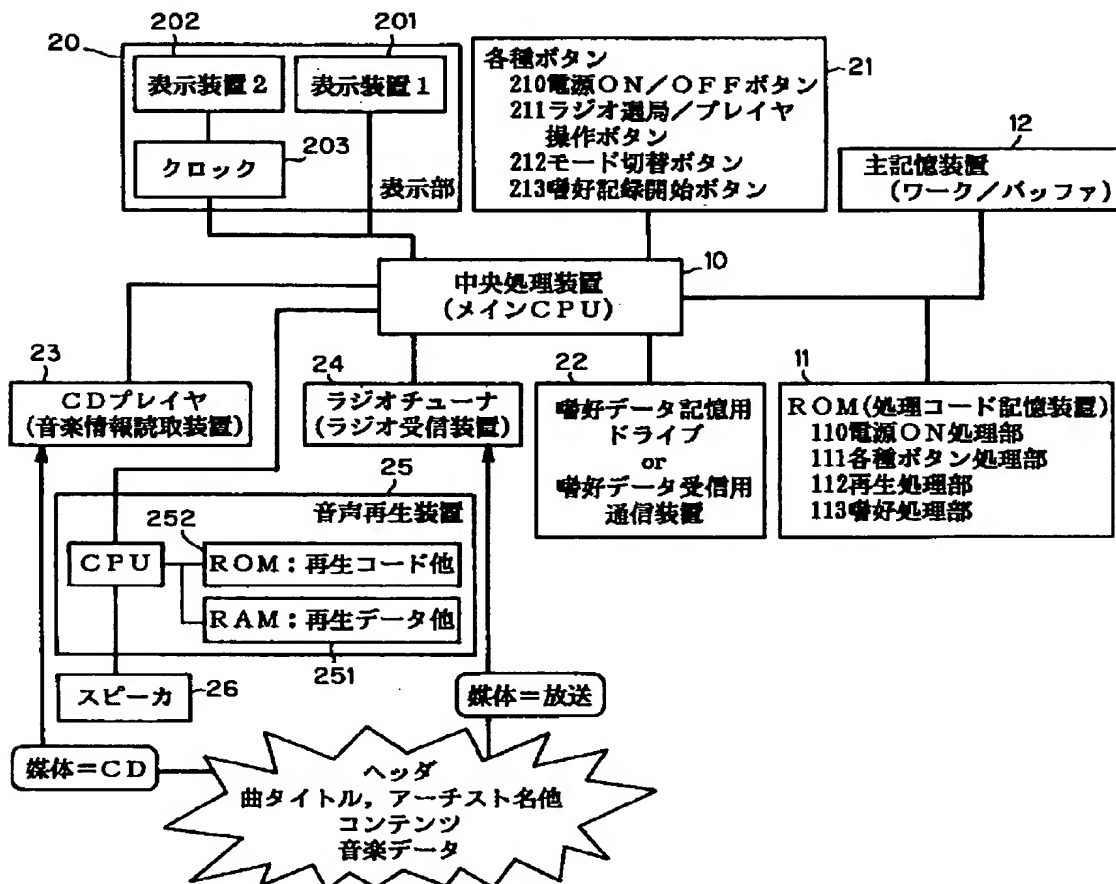 202
201
20
表示装置2
表示装置1
203
クロック
表示部
各種ボタン
210電源ON/OFFボタン
211ラジオ選局/プレイヤ
操作ボタン
212モード切替ボタン
213嗜好記録開始ボタン
21
12
主記憶装置
(ワーク/バッファ)
10
中央処理装置
(メインCPU)
23
CDプレイヤ
(音楽情報読取装置)
24
ラジオチューナ
(ラジオ受信装置)
22
嗜好データ記憶用
ドライブ
or
嗜好データ受信用
通信装置
11
ROM(処理コード記憶装置)
110電源ON処理部
111各種ボタン処理部
112再生処理部
113嗜好処理部
25
音声再生装置
252
CPU
ROM:再生コード他
RAM:再生データ他
251
スピーカ
26
媒体=放送
媒体=CD
ヘッダ
曲タイトル,アーチスト名他
コンテンツ
音楽データ